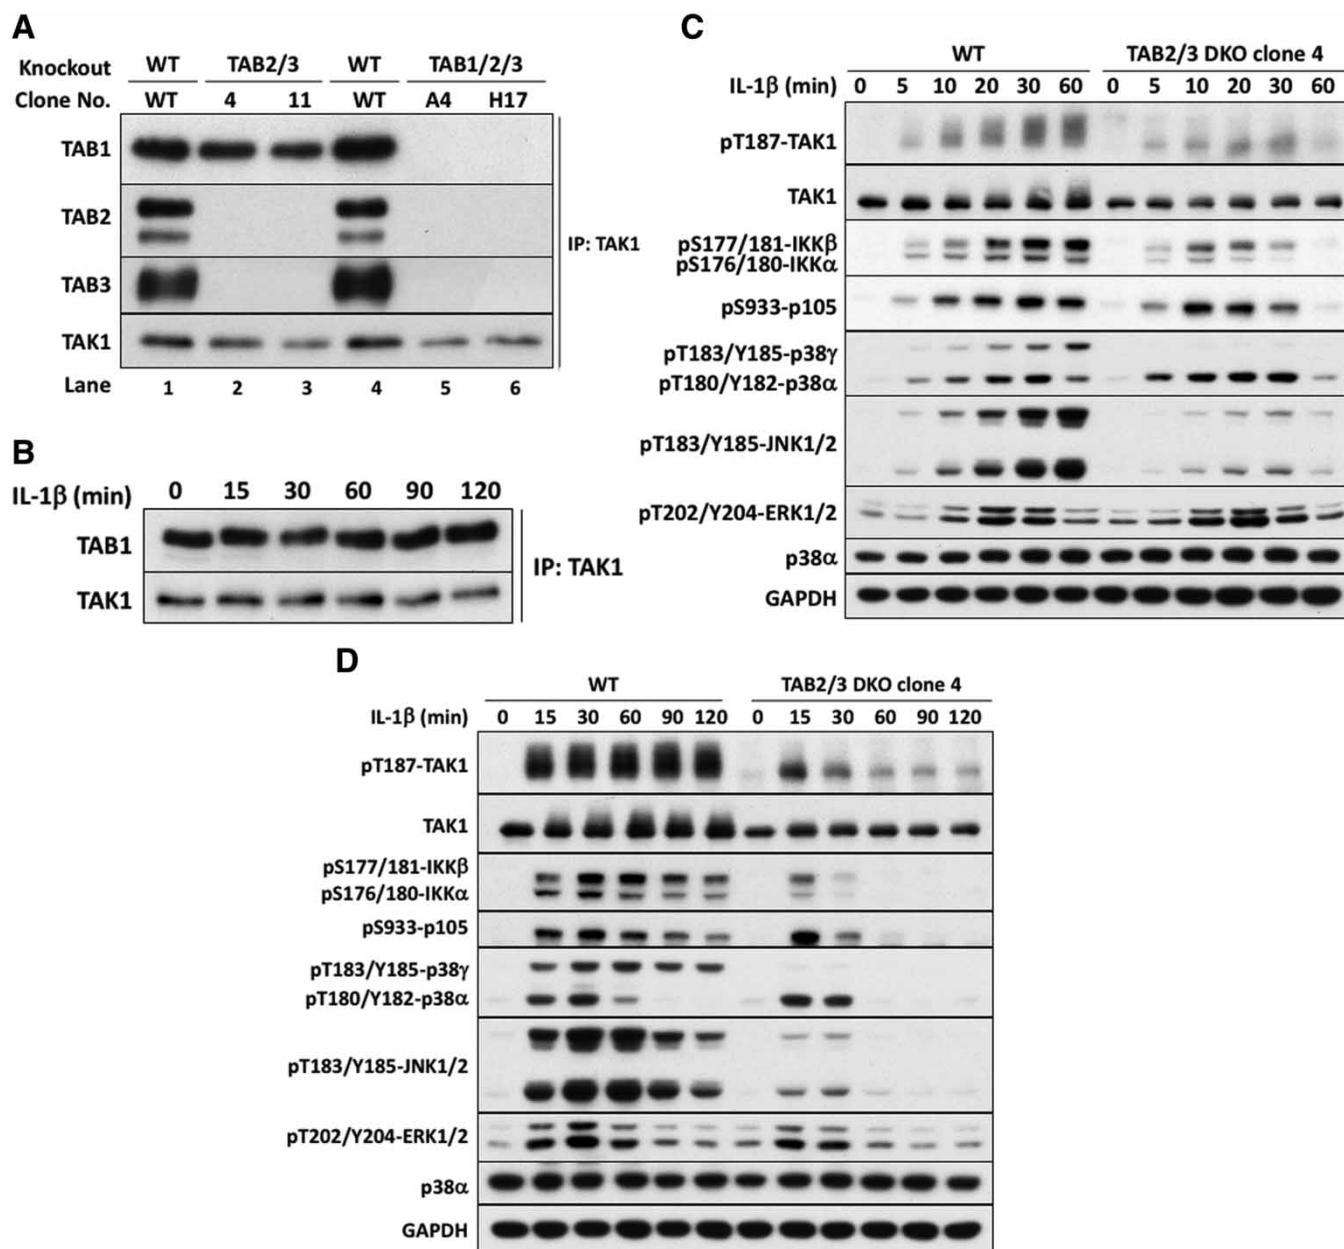 A
Knockout WT TAB2/3 WT TAB1/2/3
Clone No. WT 4 11 WT A4 H17
TAB1
TAB2
TAB3
TAK1
IP: TAK1
Lane 1 2 3 4 5 6
B
IL-1β (min) 0 15 30 60 90 120
TAB1
TAK1
IP: TAK1
C
WT TAB2/3 DKO clone 4
IL-1β (min) 0 5 10 20 30 60 0 5 10 20 30 60
pT187-TAK1
TAK1
pS177/181-IKKβ
pS176/180-IKKα
pS933-p105
pT183/Y185-p38γ
pT180/Y182-p38α
pT183/Y185-JNK1/2
pT202/Y204-ERK1/2
p38α
GAPDH
D
WT TAB2/3 DKO clone 4
IL-1β (min) 0 15 30 60 90 120 0 15 30 60 90 120
pT187-TAK1
TAK1
pS177/181-IKKβ
pS176/180-IKKα
pS933-p105
pT183/Y185-p38γ
pT180/Y182-p38α
pT183/Y185-JNK1/2
pT202/Y204-ERK1/2
p38α
GAPDH